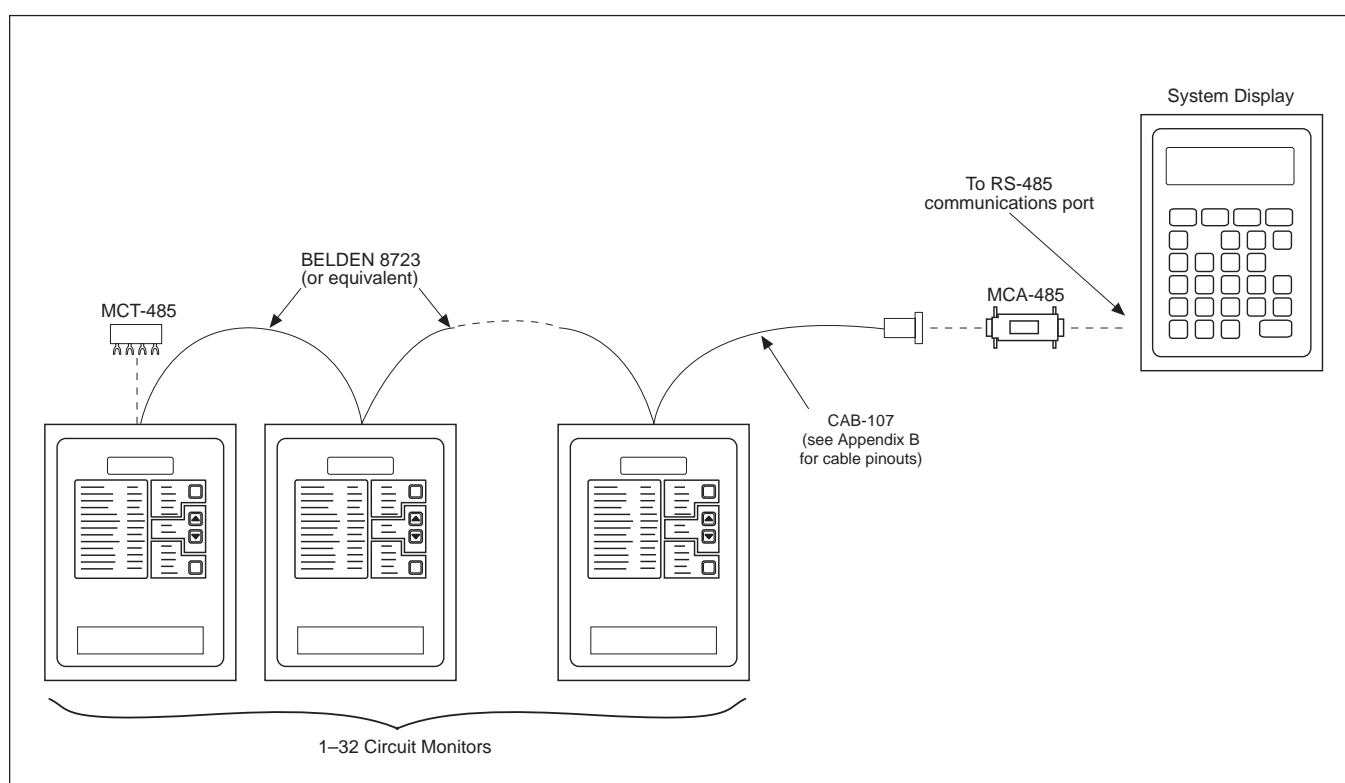 System Display
To RS-485
communications port
BELDEN 8723
(or equivalent)
MCT-485
MCA-485
CAB-107
(see Appendix B
for cable pinouts)
1–32 Circuit Monitors